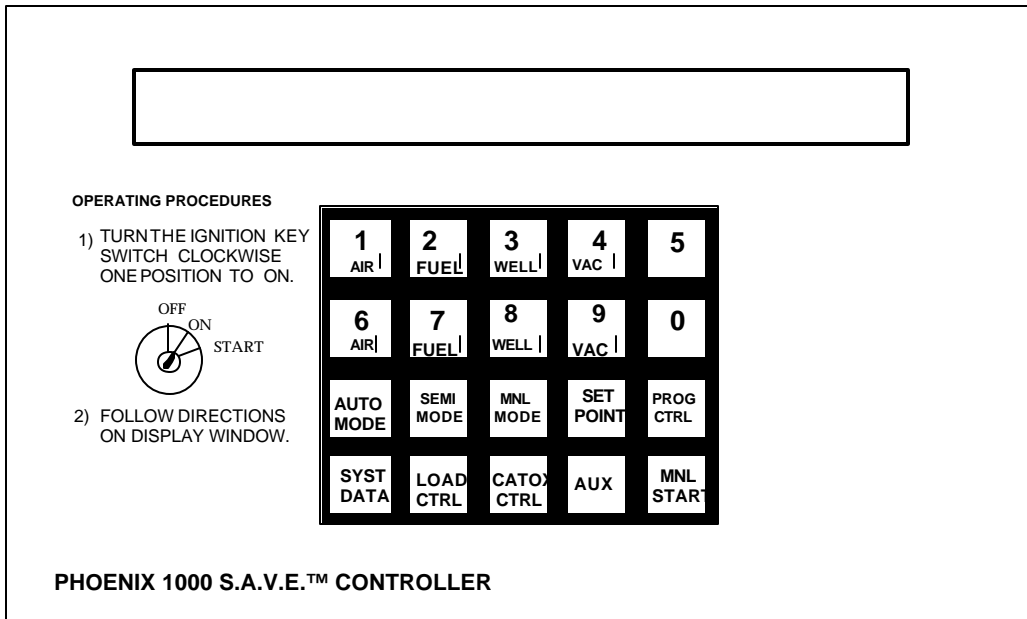 OPERATING PROCEDURES
1) TURN THE IGNITION KEY
SWITCH CLOCKWISE
ONE POSITION TO ON.
OFF
ON
START
2) FOLLOW DIRECTIONS
ON DISPLAY WINDOW.
1 2 3 4 5
AIR FUEL WELL VAC
6 7 8 9 0
AIR FUEL WELL VAC
AUTO SEMI MNL SET PROG
MODE MODE MODE POINT CTRL
SYST LOAD CATOX AUX MNL
DATA CTRL CTRL START
PHOENIX 1000 S.A.V.E.™ CONTROLLER